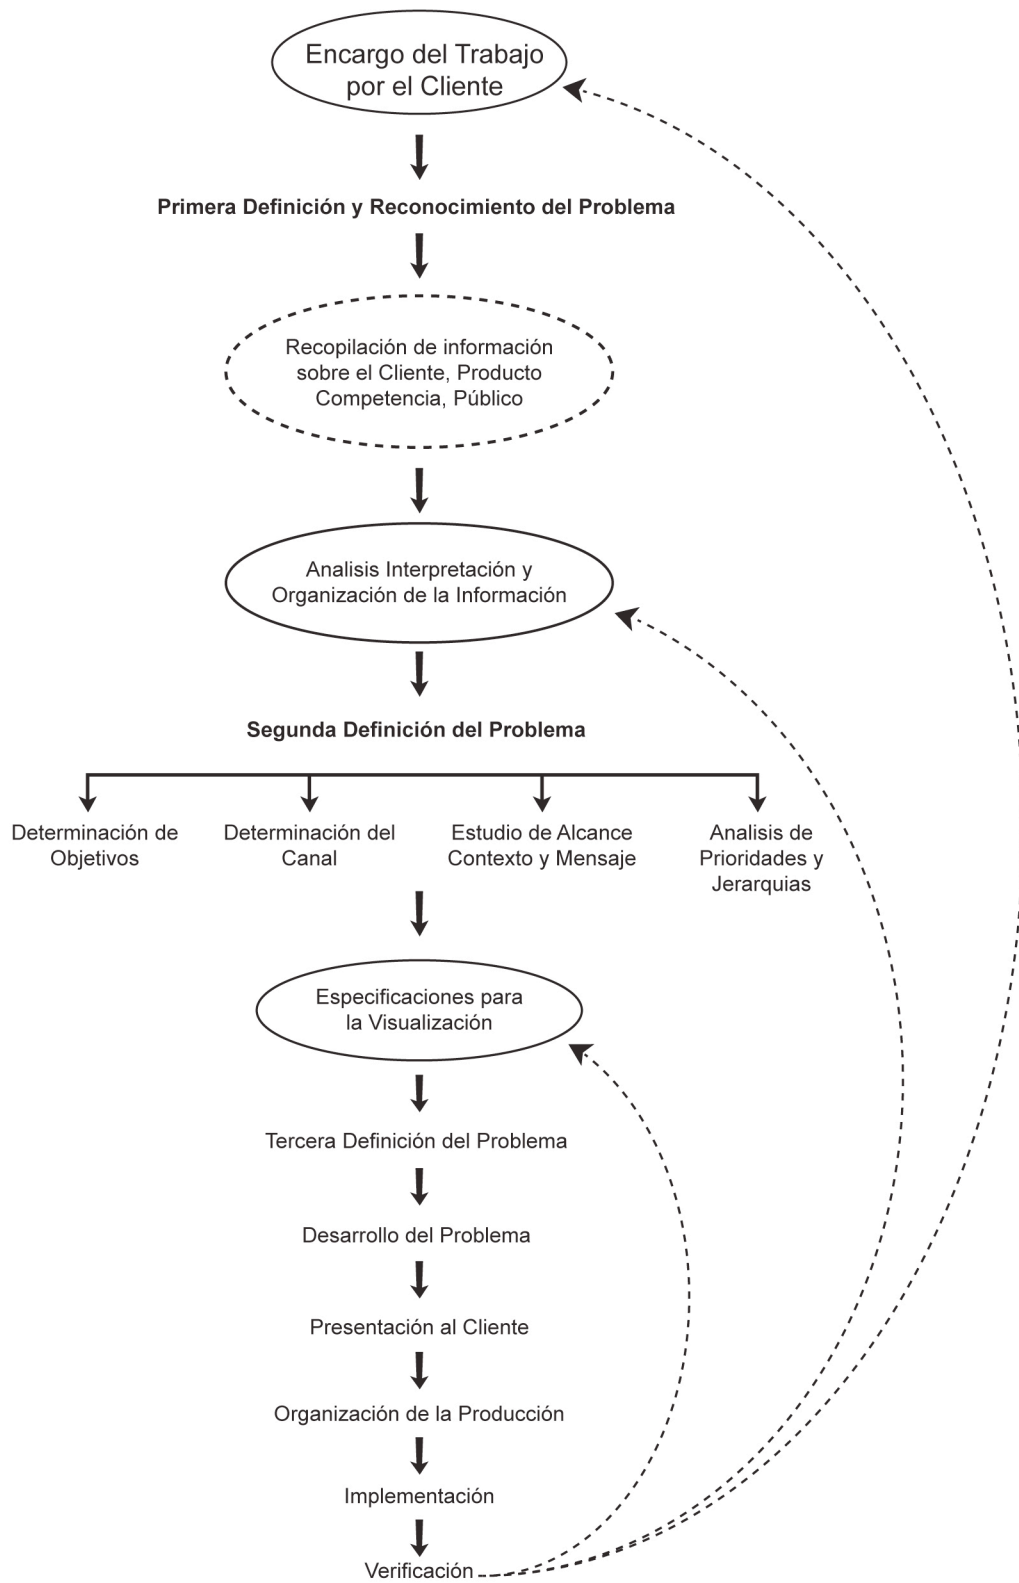 Encargo del Trabajo
por el Cliente
Primera Definición y Reconocimiento del Problema
Recopilación de información
sobre el Cliente, Producto
Competencia, Público
Analisis Interpretación y
Organización de la Información
Segunda Definición del Problema
Determinación de
Objetivos
Determinación del
Canal
Estudio de Alcance
Contexto y Mensaje
Analisis de
Prioridades y
Jerarquias
Especificaciones para
la Visualización
Tercera Definición del Problema
Desarrollo del Problema
Presentación al Cliente
Organización de la Producción
Implementación
Verificación